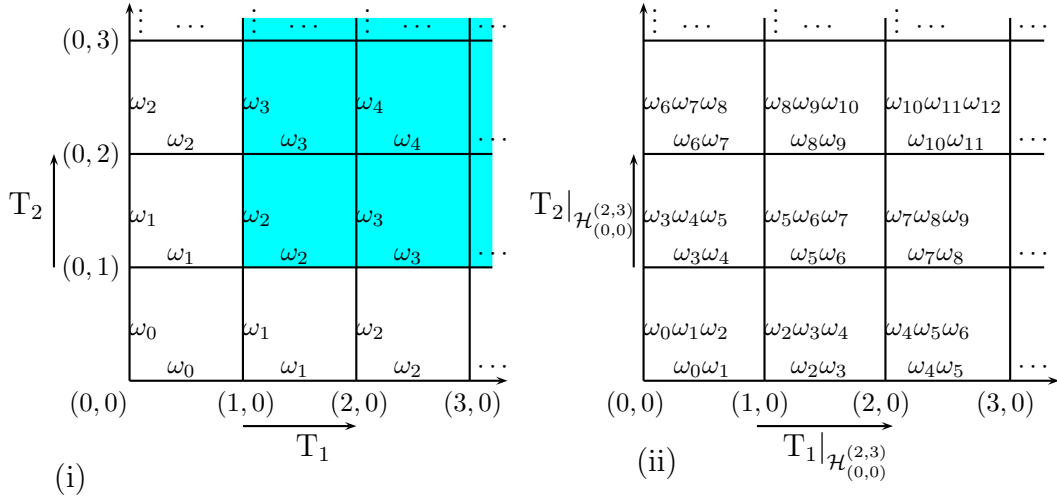 ⋮ ⋯ ⋮ ⋯ ⋮ ⋯
(0, 3)
ω₂ ω₃ ω₄
ω₂ ω₃ ω₄ ⋯
(0, 2)
T₂
ω₁ ω₂ ω₃
ω₁ ω₂ ω₃ ⋯
(0, 1)
ω₀ ω₁ ω₂
ω₀ ω₁ ω₂ ⋯
(0, 0) (1, 0) (2, 0) (3, 0)
T₁
(i)
⋮ ⋯ ⋮ ⋯ ⋮ ⋯
ω₆ω₇ω₈ ω₈ω₉ω₁₀ ω₁₀ω₁₁ω₁₂
ω₆ω₇ ω₈ω₉ ω₁₀ω₁₁ ⋯
T₂|_{𝓗^{(2,3)}_{(0,0)}}
ω₃ω₄ω₅ ω₅ω₆ω₇ ω₇ω₈ω₉
ω₃ω₄ ω₅ω₆ ω₇ω₈ ⋯
ω₀ω₁ω₂ ω₂ω₃ω₄ ω₄ω₅ω₆
ω₀ω₁ ω₂ω₃ ω₄ω₅ ⋯
(0, 0) (1, 0) (2, 0) (3, 0)
T₁|_{𝓗^{(2,3)}_{(0,0)}}
(ii)